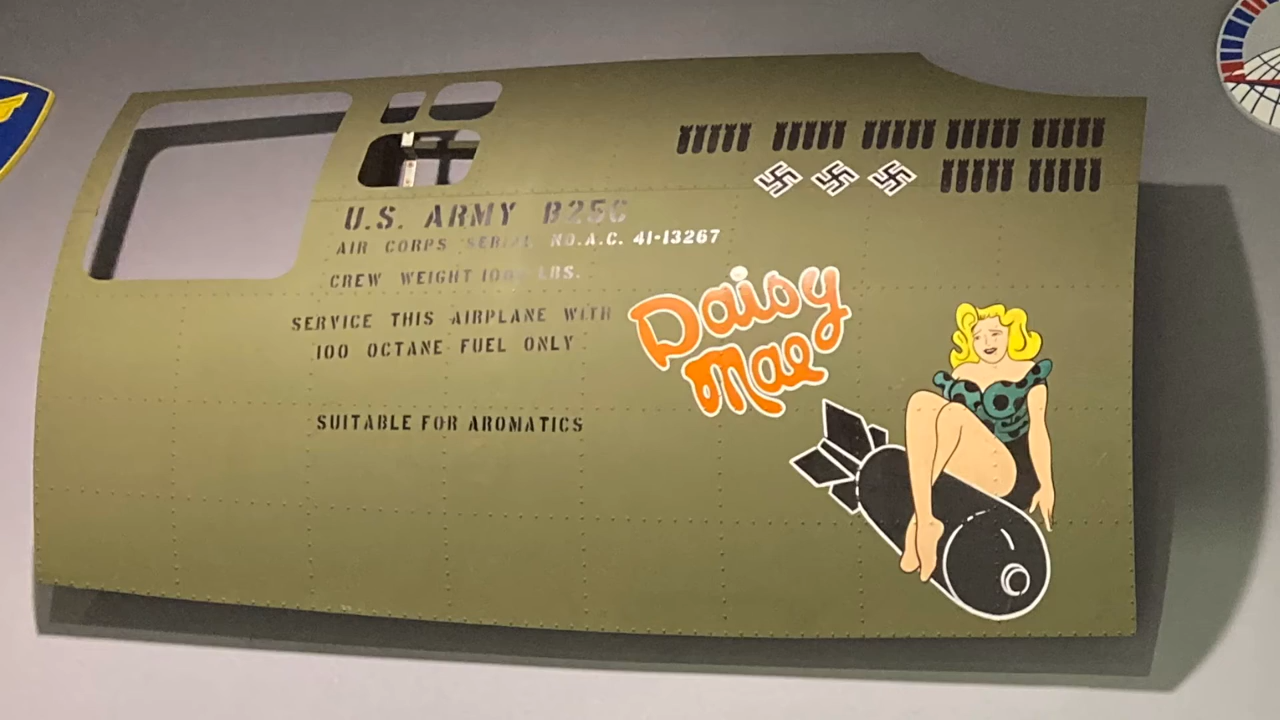 U.S. ARMY B25C
AIR CORPS SERIAL NO.A.C. 41-13267
CREW WEIGHT LBS.
SERVICE THIS AIRPLANE WITH
100 OCTANE FUEL ONLY
SUITABLE FOR AROMATICS
Daisy
Mae